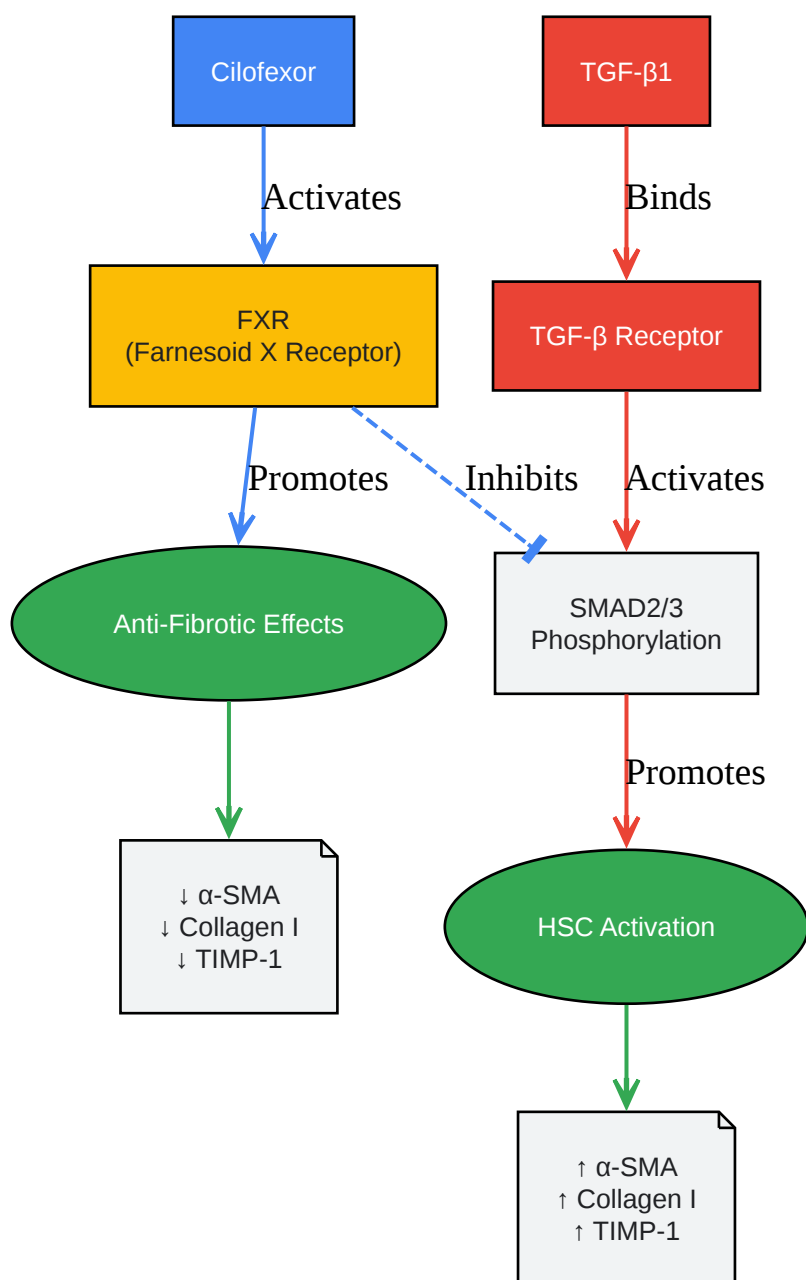 Cilofexor
TGF-β1
Activates
Binds
FXR
(Farnesoid X Receptor)
TGF-β Receptor
Promotes
Inhibits
Activates
Anti-Fibrotic Effects
SMAD2/3
Phosphorylation
Promotes
↓ α-SMA
↓ Collagen I
↓ TIMP-1
HSC Activation
↑ α-SMA
↑ Collagen I
↑ TIMP-1